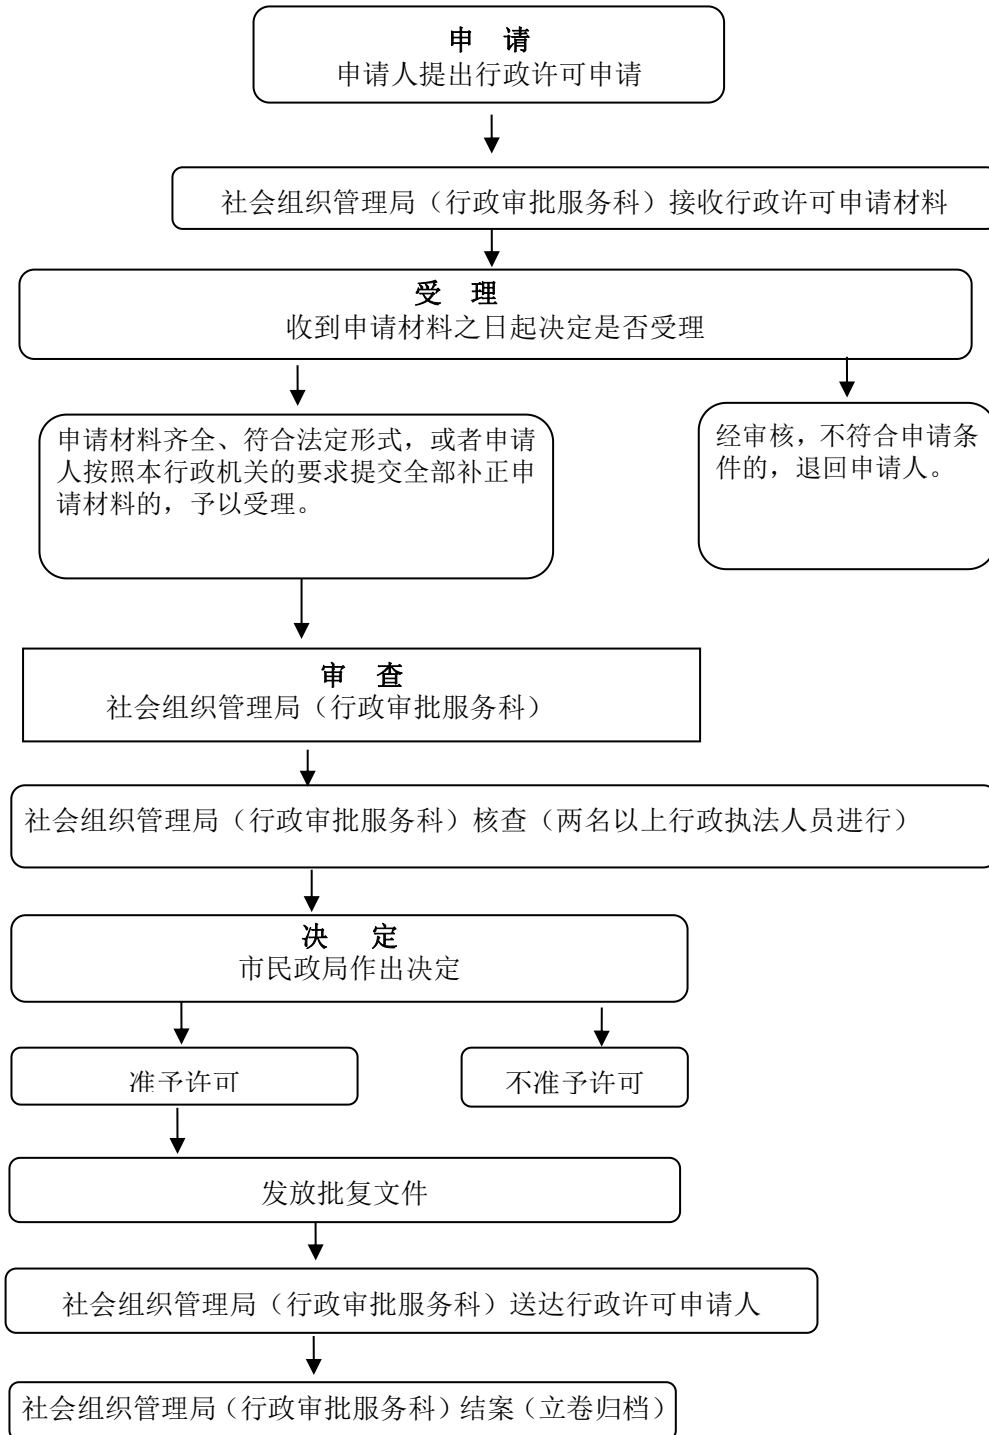 申 请
申请人提出行政许可申请
社会组织管理局（行政审批服务科）接收行政许可申请材料
受 理
收到申请材料之日起决定是否受理
申请材料齐全、符合法定形式，或者申请
人按照本行政机关的要求提交全部补正申
请材料的，予以受理。
经审核，不符合申请条
件的，退回申请人。
审 查
社会组织管理局（行政审批服务科）
社会组织管理局（行政审批服务科）核查（两名以上行政执法人员进行）
决 定
市民政局作出决定
准予许可
不准予许可
发放批复文件
社会组织管理局（行政审批服务科）送达行政许可申请人
社会组织管理局（行政审批服务科）结案（立卷归档）